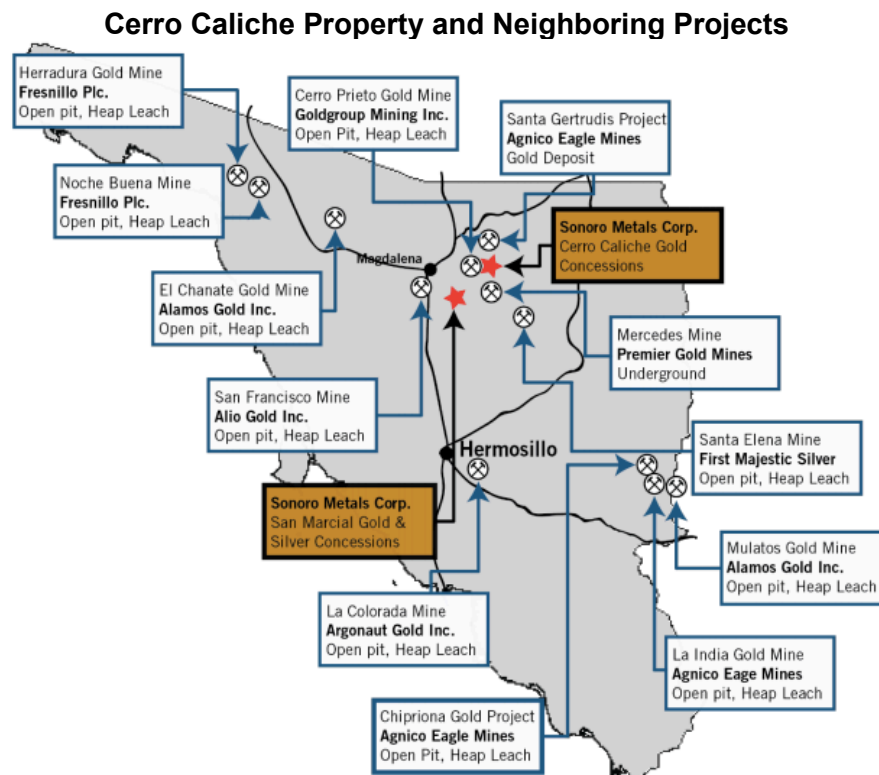 Cerro Caliche Property and Neighboring Projects
Herradura Gold Mine
Fresnillo Plc.
Open pit, Heap Leach
Cerro Prieto Gold Mine
Goldgroup Mining Inc.
Open Pit, Heap Leach
Santa Gertrudis Project
Agnico Eagle Mines
Gold Deposit
Noche Buena Mine
Fresnillo Plc.
Open pit, Heap Leach
Sonoro Metals Corp.
Cerro Caliche Gold
Concessions
Magdalena
El Chanate Gold Mine
Alamos Gold Inc.
Open pit, Heap Leach
Mercedes Mine
Premier Gold Mines
Underground
San Francisco Mine
Alio Gold Inc.
Open pit, Heap Leach
Hermosillo
Santa Elena Mine
First Majestic Silver
Open pit, Heap Leach
Sonoro Metals Corp.
San Marcial Gold &
Silver Concessions
Mulatos Gold Mine
Alamos Gold Inc.
Open pit, Heap Leach
La Colorada Mine
Argonaut Gold Inc.
Open pit, Heap Leach
La India Gold Mine
Agnico Eage Mines
Open pit, Heap Leach
Chipriona Gold Project
Agnico Eagle Mines
Open Pit, Heap Leach